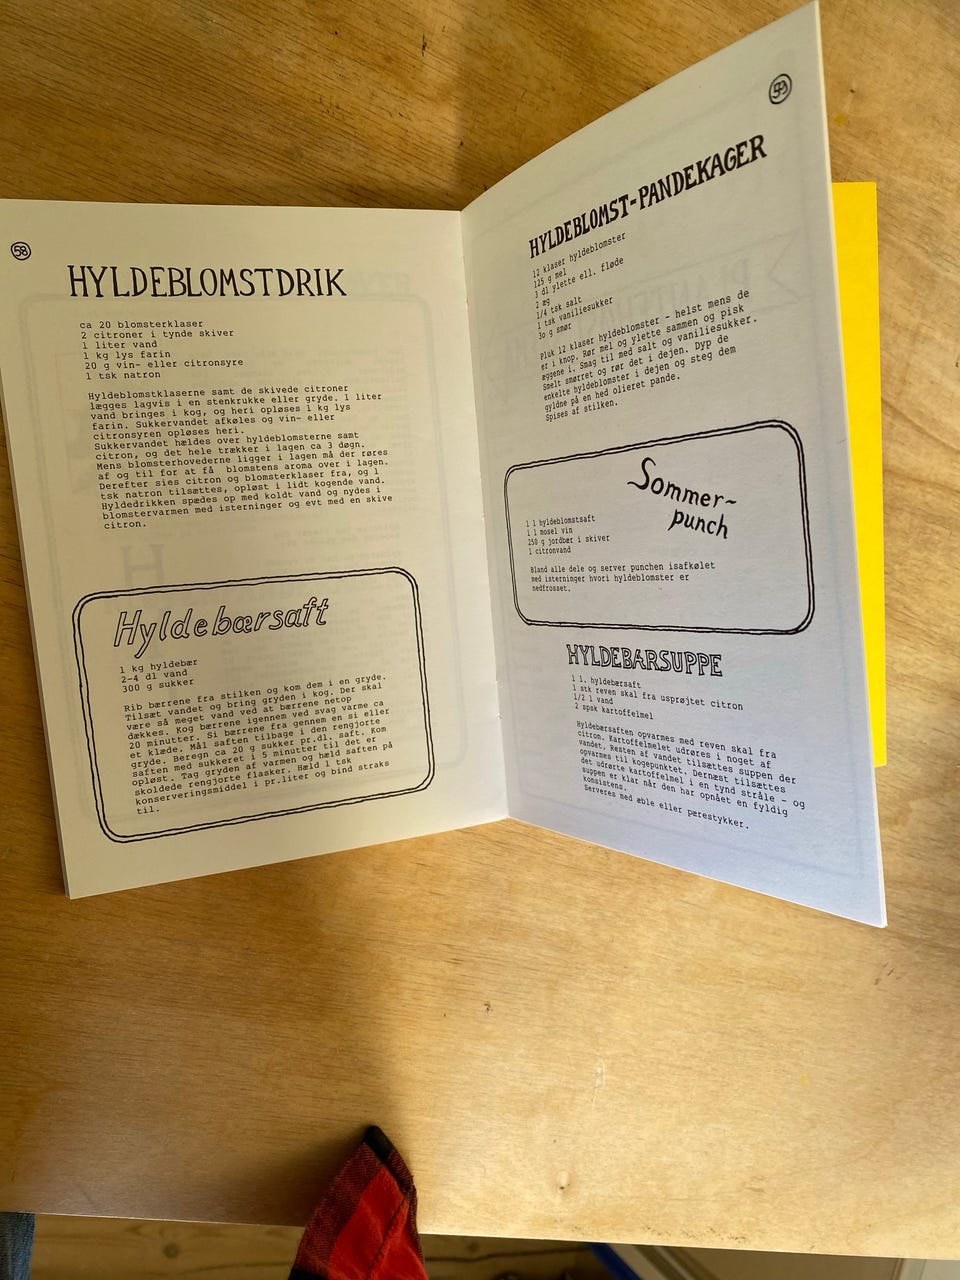 58
HYLDEBLOMSTDRIK
ca 20 blomsterklaser
2 citroner i tynde skiver
1 liter vand
1 kg lys farin
20 g vin- eller citronsyre
1 tsk natron
Hyldeblomstklaserne samt de skivede citroner
lægges lagvis i en stenkrukke eller gryde. 1 liter
vand bringes i kog, og heri opløses 1 kg lys
farin. Sukkervandet afkøles og vin- eller
citronsyren opløses heri.
Sukkervandet hældes over hyldeblomsterne samt
citron, og det hele trækker i lagen ca 3 døgn.
Mens blomsterhovederne ligger i lagen må der røres
af og til for at få blomstens aroma over i lagen.
Derefter sies citron og blomsterklaser fra, og 1
tsk natron tilsættes, opløst i lidt kogende vand.
Hyldedrikken spædes op med koldt vand og nydes i
blomstervarmen med isterninger og evt med en skive
citron.
Hyldebærsaft
1 kg hyldebær
2-4 dl vand
300 g sukker
Rib bærrene fra stilken og kom dem i en gryde.
Tilsæt vandet og bring gryden i kog. Der skal
være så meget vand ved at bærrene netop
dækkes. Kog bærrene igennem ved svag varme ca
20 minutter. Si bærrene fra gennem en si eller
et klæde. Mål saften tilbage i den rengjorte
gryde. Beregn ca 20 g sukker pr.dl. saft. Kom
saften med sukkeret i 5 minutter til det er
opløst. Tag gryden af varmen og hæld saften på
skoldede rengjorte flasker. Hæld 1 tsk
konserveringsmiddel i pr.liter og bind straks
til.
59
HYLDEBLOMST-PANDEKAGER
12 klaser hyldeblomster
125 g mel
3 dl ylette ell. fløde
2 æg
1/4 tsk salt
1 tsk vaniliesukker
30 g smør
Pluk 12 klaser hyldeblomster - helst mens de
er i knop. Rør mel og ylette sammen og pisk
æggene i. Smag til med salt og vaniliesukker.
Smelt smørret og rør det i dejen. Dyp de
enkelte hyldeblomster i dejen og steg dem
gyldne på en hed olieret pande.
Spises af stilken.
Sommer-
punch
1 l hyldeblomstsaft
1 l mosel vin
250 g jordbær i skiver
1 citronvand
Bland alle dele og server punchen isafkølet
med isterninger hvori hyldeblomster er
nedfrosset.
HYLDEBÆRSUPPE
1 l. hyldebærsaft
1 stk reven skal fra usprøjtet citron
1/2 l vand
2 spsk kartoffelmel
Hyldebærsaften opvarmes med reven skal fra
citron. Kartoffelmelet udrøres i noget af
vandet. Resten af vandet tilsættes suppen der
opvarmes til kogepunktet. Dernæst tilsættes
det udrørte kartoffelmel i en tynd stråle - og
suppen er klar når den har opnået en fyldig
konsistens.
Serveres med æble eller pærestykker.